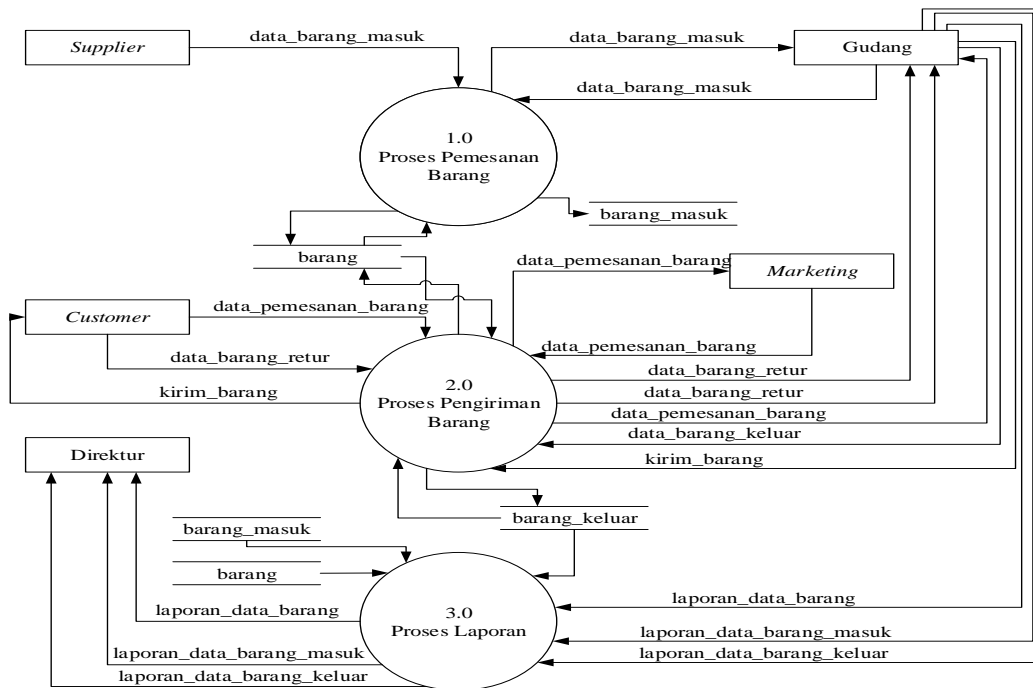 Supplier
data_barang_masuk
data_barang_masuk
Gudang
data_barang_masuk
1.0
Proses Pemesanan
Barang
barang_masuk
barang
data_pemesanan_barang
Marketing
Customer
data_pemesanan_barang
data_barang_retur
kirim_barang
data_pemesanan_barang
2.0
Proses Pengiriman
Barang
data_barang_retur
data_barang_retur
data_pemesanan_barang
data_barang_keluar
kirim_barang
Direktur
barang_keluar
barang_masuk
barang
3.0
Proses Laporan
laporan_data_barang
laporan_data_barang_masuk
laporan_data_barang_keluar
laporan_data_barang
laporan_data_barang_masuk
laporan_data_barang_keluar